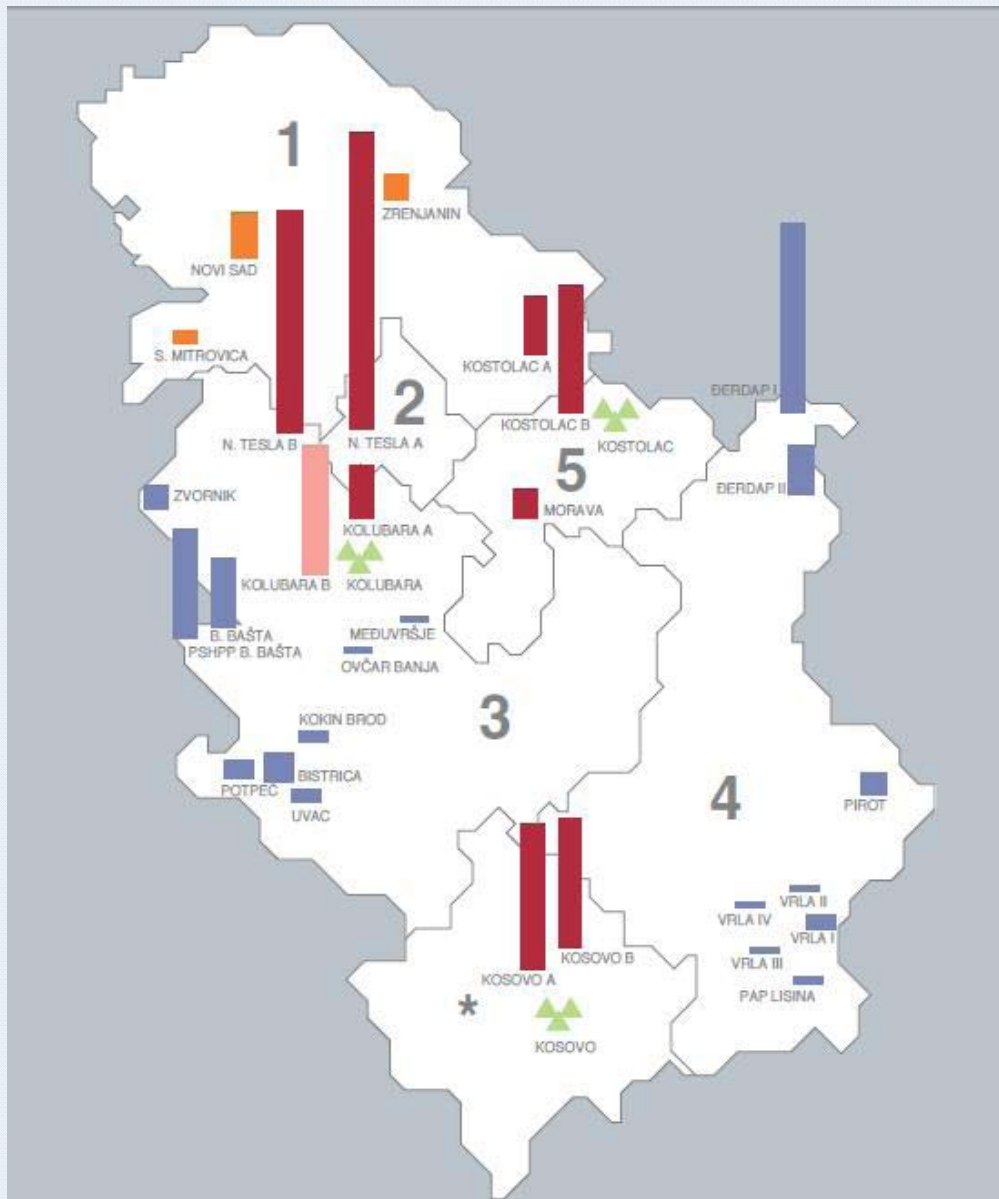 1
ZRENJANIN
NOVI SAD
S. MITROVICA
KOSTOLAC A
ĐERDAP I
2
KOSTOLAC B
N. TESLA B
N. TESLA A
KOSTOLAC
5
ĐERDAP II
ZVORNIK
MORAVA
KOLUBARA A
KOLUBARA B
KOLUBARA
B. BAŠTA
MEĐUVRŠJE
PSHPP B. BAŠTA
OVČAR BANJA
3
KOKIN BROD
BISTRICA
POTPEČ
UVAC
4
PIROT
VRLA II
VRLA IV
VRLA I
KOSOVO B
VRLA III
KOSOVO A
PAP LISINA
*
KOSOVO